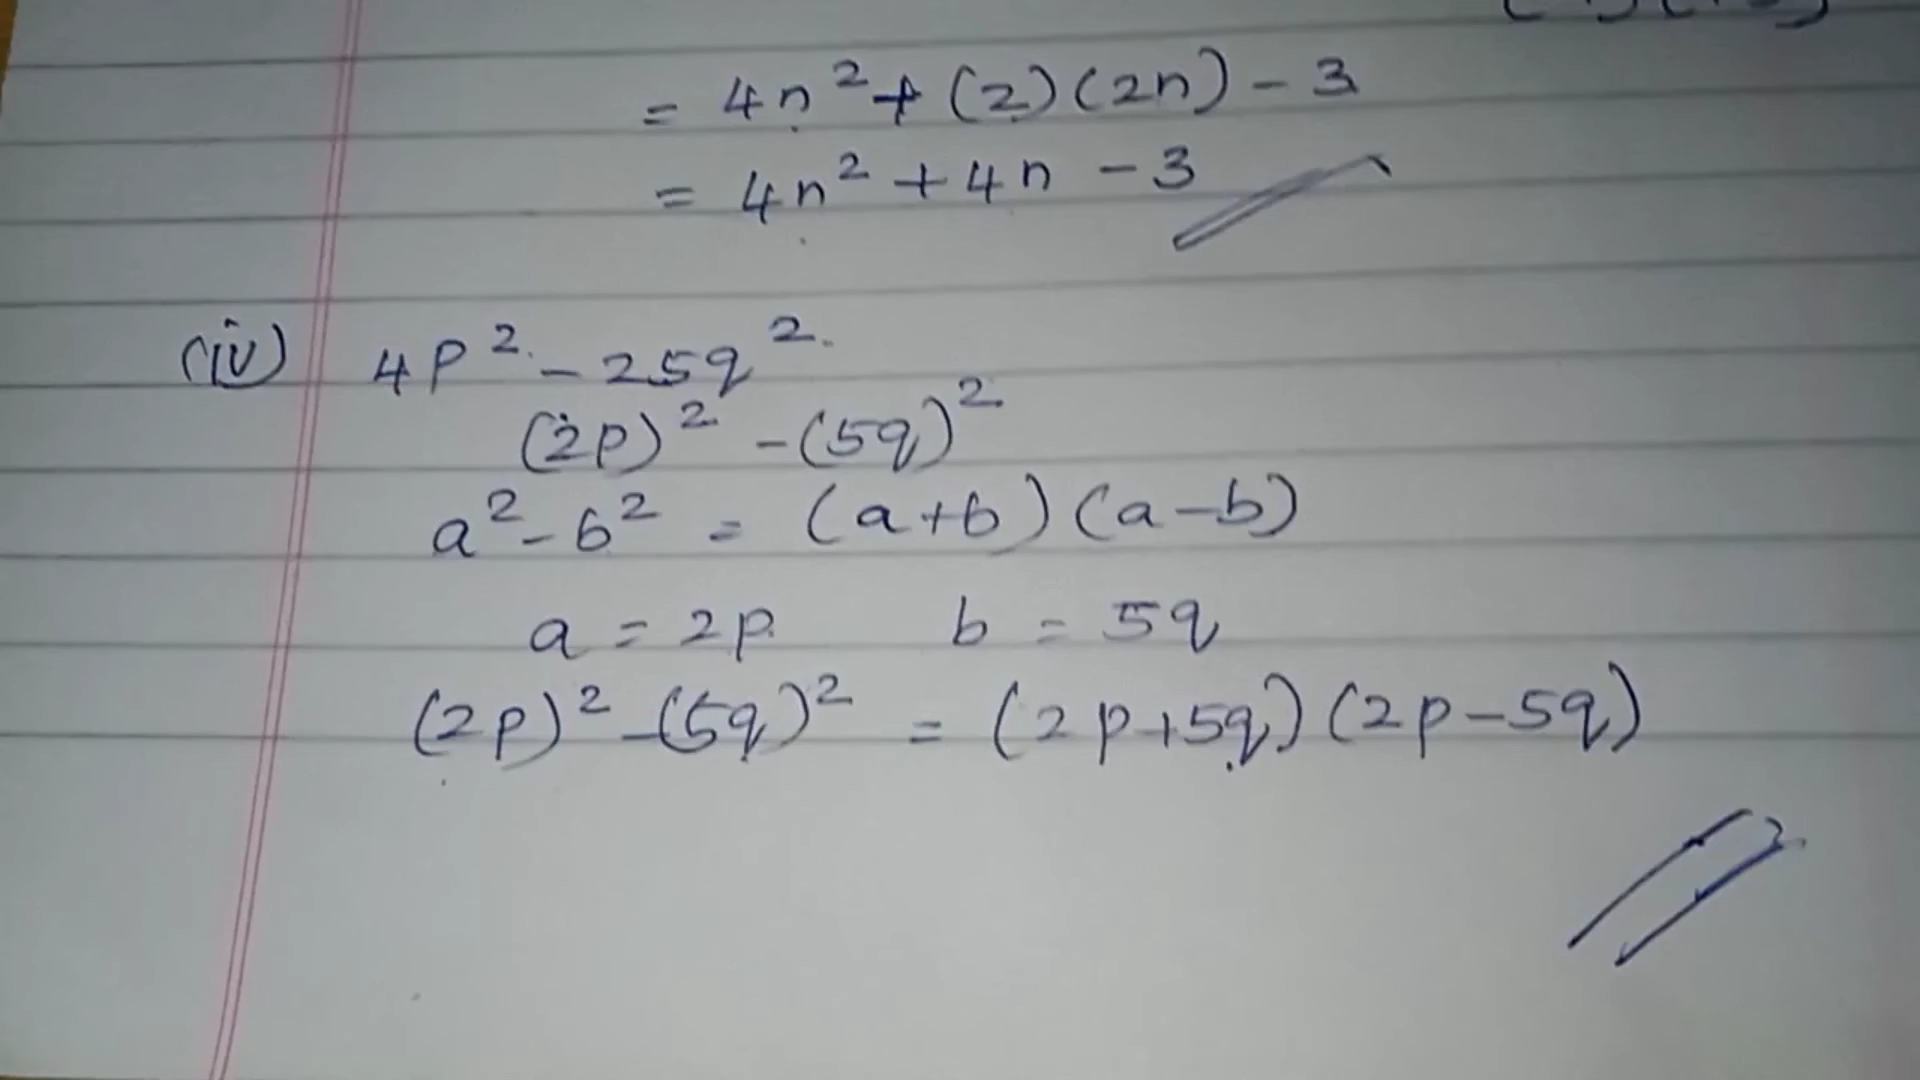 = 4n² + (2)(2n) - 3
= 4n² + 4n - 3
(iv) 4p² - 25q²
(2p)² - (5q)²
a² - b² = (a+b)(a-b)
a = 2p b = 5q
(2p)² - (5q)² = (2p+5q)(2p-5q)